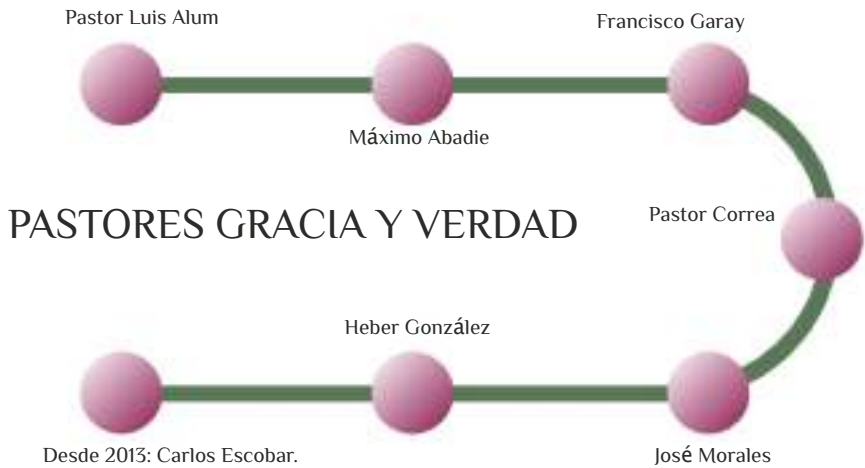 Pastor Luis Alum
Francisco Garay
Máximo Abadie
PASTORES GRACIA Y VERDAD
Pastor Correa
Heber González
Desde 2013: Carlos Escobar.
José Morales